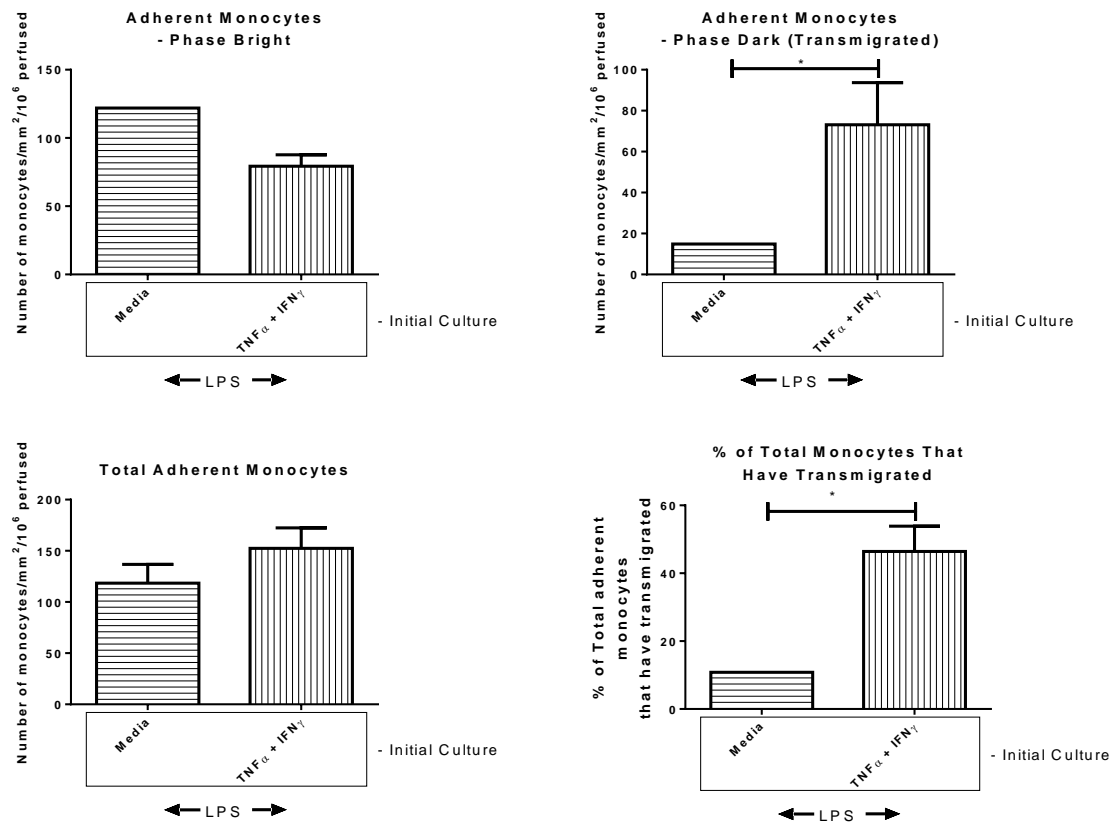 Adherent Monocytes
- Phase Bright
Number of monocytes/mm²/10⁶ perfused
150
100
50
0
Media
TNFα + IFNγ
- Initial Culture
LPS
Adherent Monocytes
- Phase Dark (Transmigrated)
*
Number of monocytes/mm²/10⁶ perfused
100
80
60
40
20
0
Media
TNFα + IFNγ
- Initial Culture
LPS
Total Adherent Monocytes
Number of monocytes/mm²/10⁶ perfused
200
150
100
50
0
Media
TNFα + IFNγ
- Initial Culture
LPS
% of Total Monocytes That
Have Transmigrated
*
% of Total adherent
monocytes
that have transmigrated
60
40
20
0
Media
TNFα + IFNγ
- Initial Culture
LPS